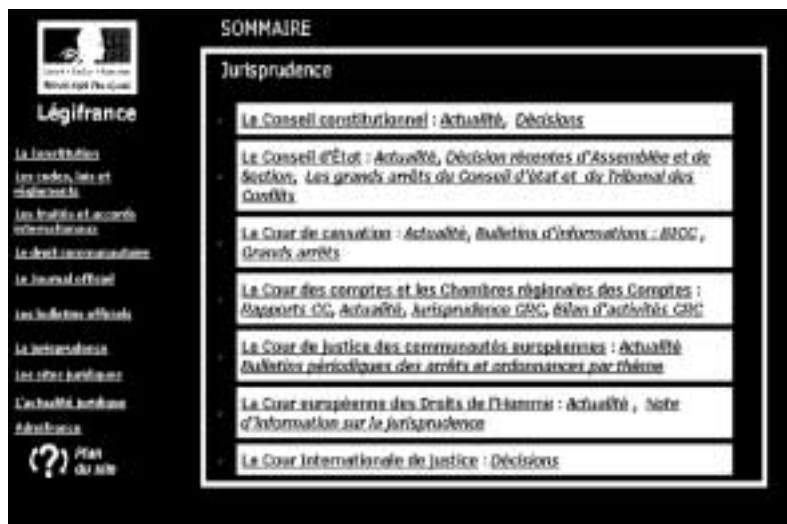 SOMMAIRE
Jurisprudence
Légifrance
La Constitution
Les codes, lois et
règlements
Les traités et accords
internationaux
Le droit communautaire
Le Journal officiel
Les bulletins officiels
La jurisprudence
Les sites juridiques
L'actualité juridique
Admifrance
(?) Plan
du site
Le Conseil constitutionnel : Actualité, Décisions
Le Conseil d'État : Actualité, Décision récentes d'Assemblée et de
Section, Les grands arrêts du Conseil d'état et du Tribunal des
Conflits
La Cour de cassation : Actualité, Bulletins d'informations : BICC ,
Grands arrêts
La Cour des comptes et les Chambres régionales des Comptes :
Rapports CC, Actualité, Jurisprudence CRC, Bilan d'activités CRC
La Cour de justice des communautés européennes : Actualité
Bulletins périodiques des arrêts et ordonnances par thème
La Cour européenne des Droits de l'Homme : Actualité , Note
d'information sur la jurisprudence
La Cour Internationale de Justice : Décisions